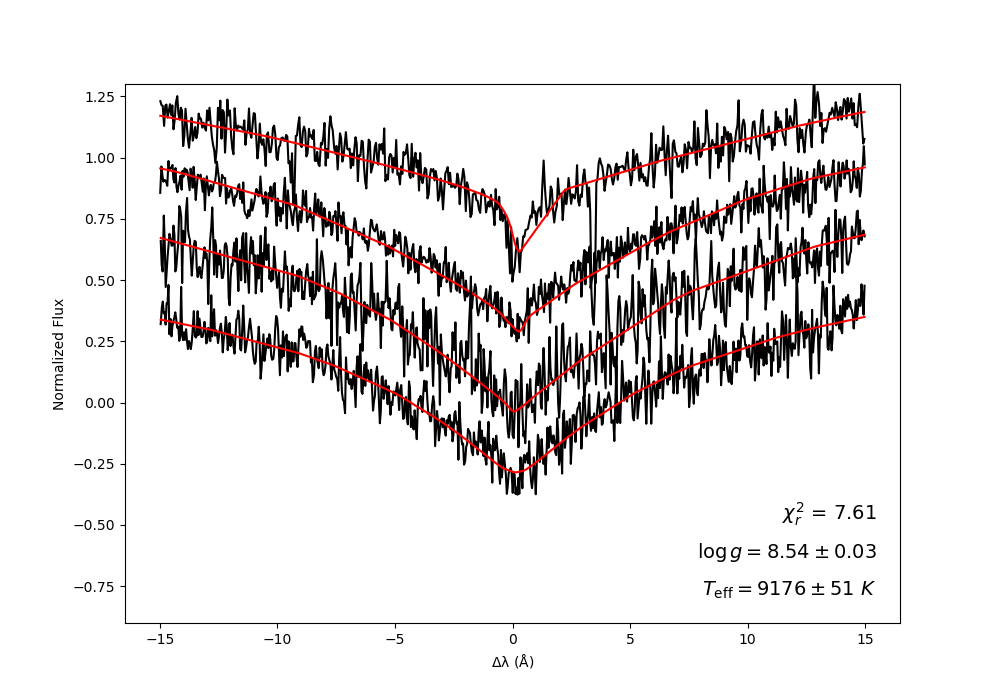 1.25
1.00
0.75
0.50
0.25
0.00
−0.25
−0.50
−0.75
Normalized Flux
χ²ᵣ = 7.61
log g = 8.54 ± 0.03
T_eff = 9176 ± 51 K
−15 −10 −5 0 5 10 15
Δλ (Å)